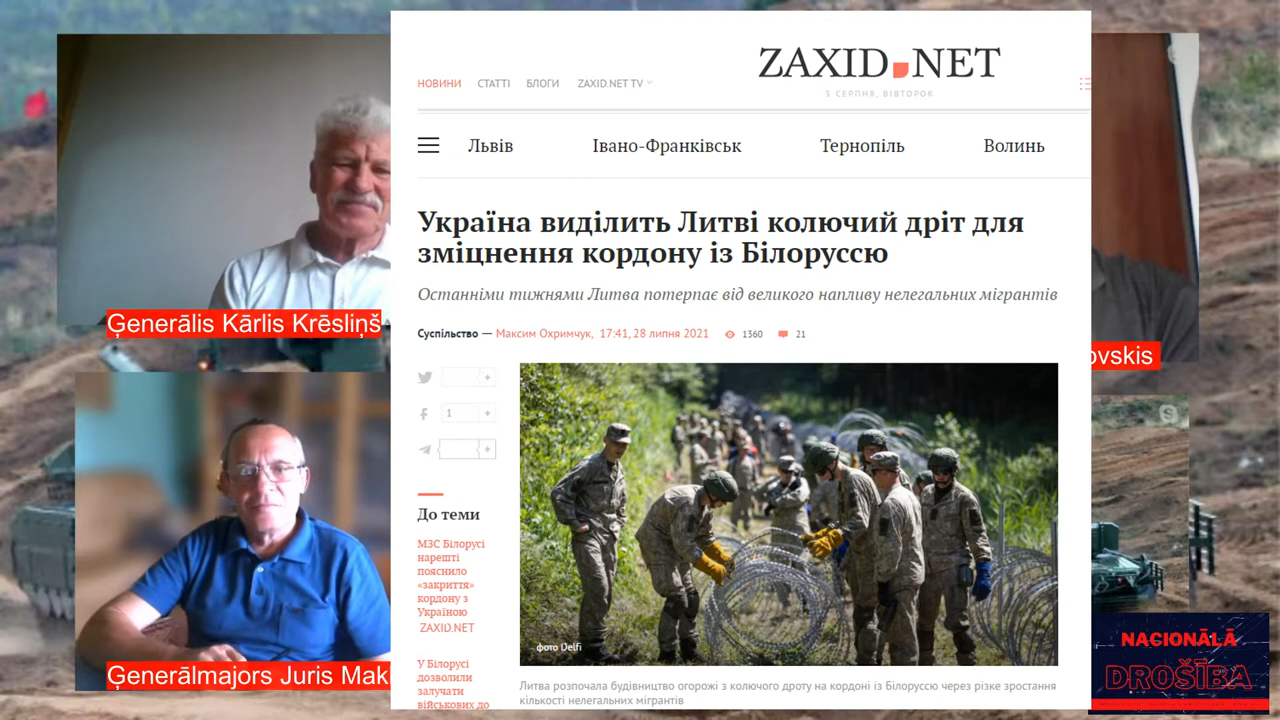 ZAXID.NET
НОВИНИ СТАТТІ БЛОГИ ZAXID.NET TV
3 СЕРПНЯ, ВІВТОРОК
Львів Івано-Франківськ Тернопіль Волинь
Україна виділить Литві колючий дріт для
зміцнення кордону із Білоруссю
Останніми тижнями Литва потерпає від великого напливу нелегальних мігрантів
Суспільство — Максим Охримчук, 17:41, 28 липня 2021 1360 21
+
1 +
+
До теми
МЗС Білорусі
нарешті
пояснило
«закриття»
кордону з
Україною
ZAXID.NET
У Білорусі
дозволили
залучати
військових до
фото Delfi
Литва розпочала будівництво огорожі з колючого дроту на кордоні із Білоруссю через різке зростання
кількості нелегальних мігрантів
Ģenerālis Kārlis Krēsliņš
ovskis
Ģenerālmajors Juris Mak
NACIONĀLĀ
DROŠĪBA